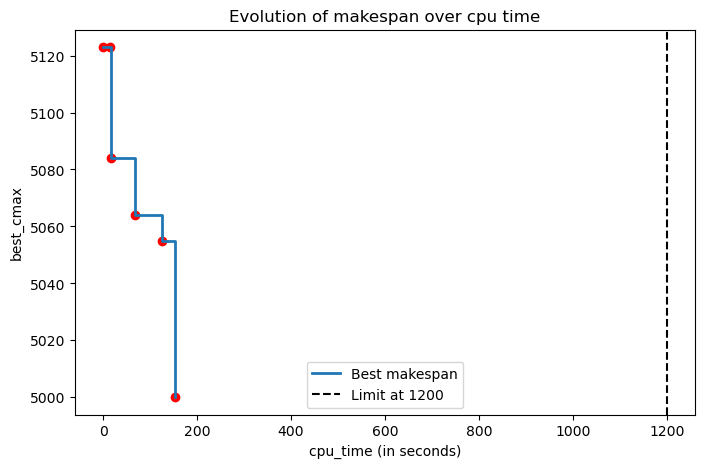 Evolution of makespan over cpu time
best_cmax
5120
5100
5080
5060
5040
5020
5000
0
200
400
600
800
1000
1200
cpu_time (in seconds)
Best makespan
Limit at 1200